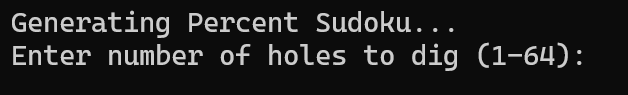 Generating Percent Sudoku...
Enter number of holes to dig (1–64):